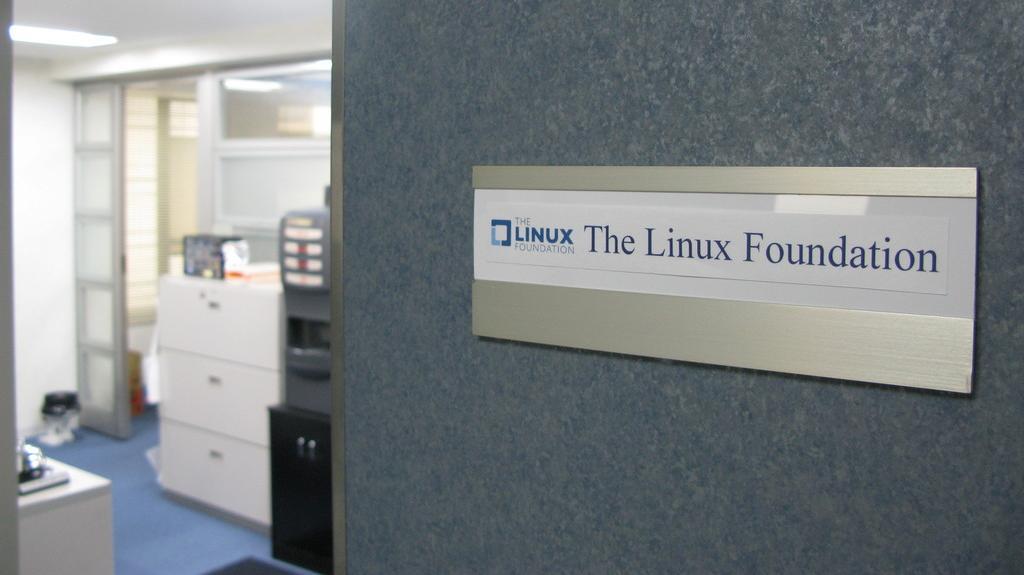 THE
LINUX
FOUNDATION
The Linux Foundation